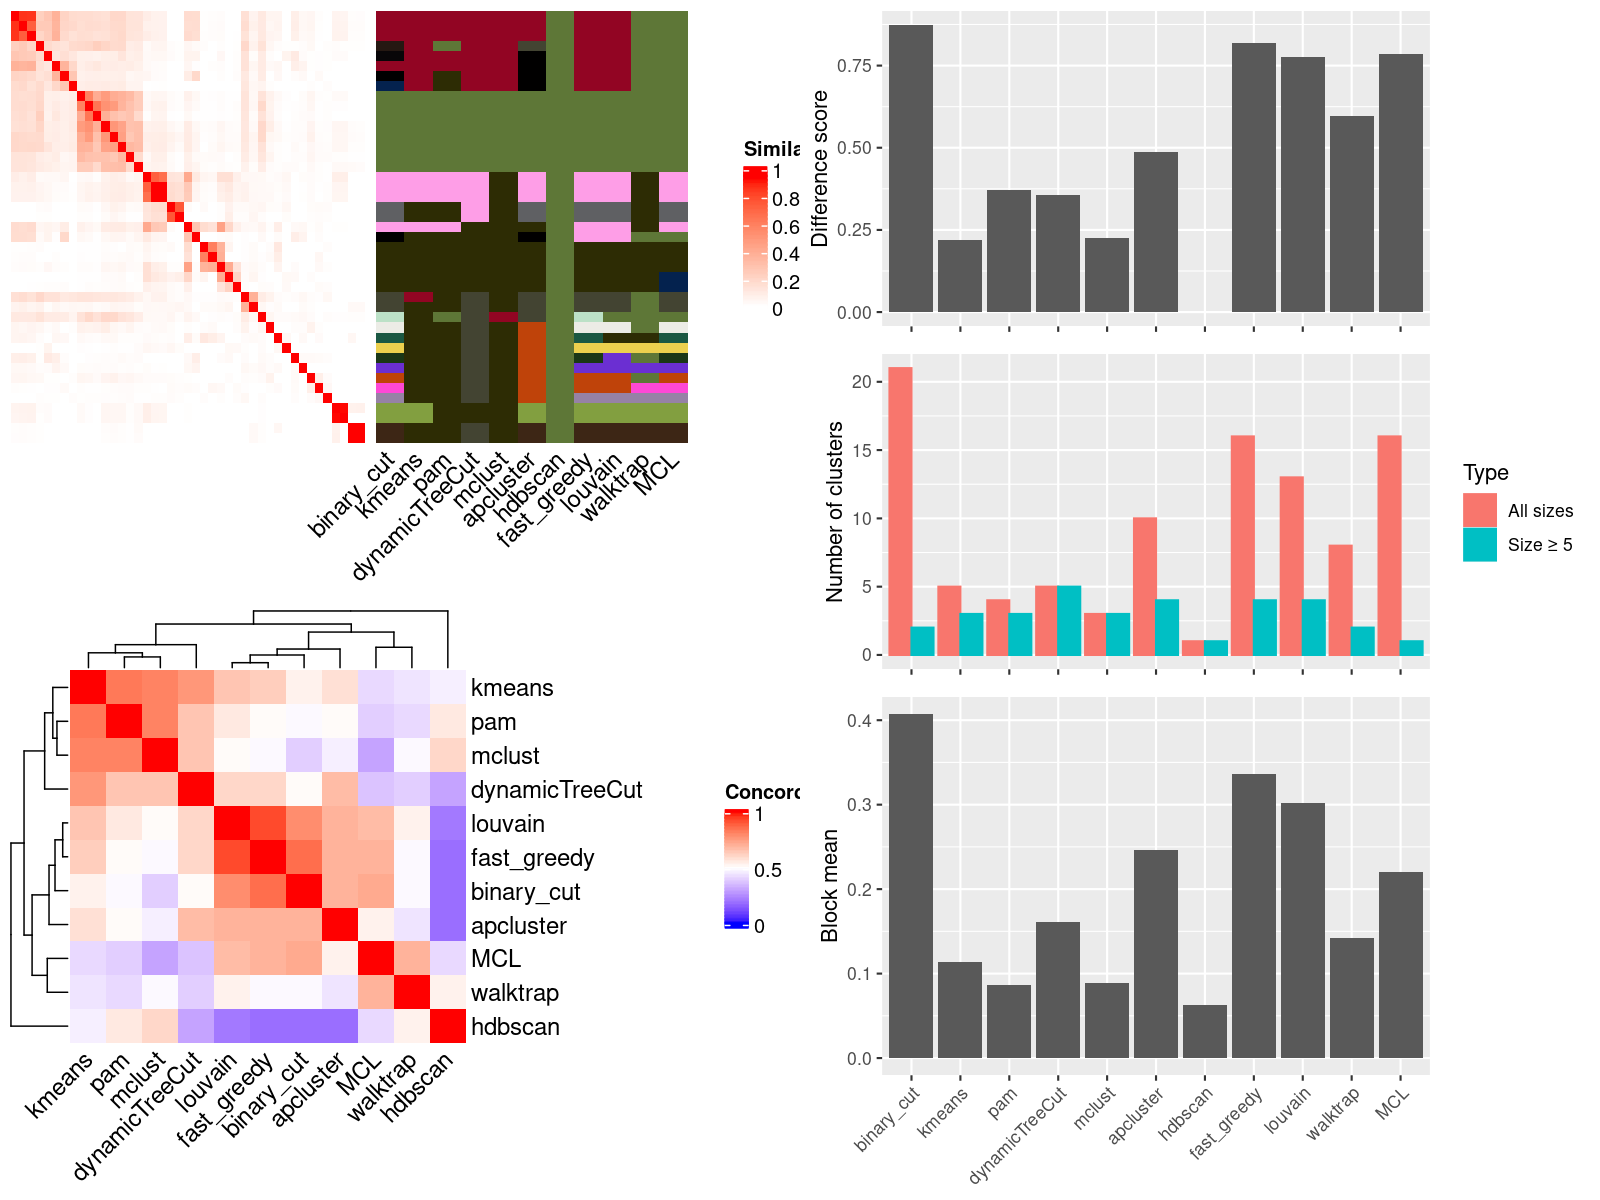 Simila
1
0.8
0.6
0.4
0.2
0
binary_cut
kmeans
pam
dynamicTreeCut
mclust
apcluster
hdbscan
fast_greedy
louvain
walktrap
MCL
Difference score
0.75
0.50
0.25
0.00
Number of clusters
20
15
10
5
0
Type
All sizes
Size ≥ 5
Block mean
0.4
0.3
0.2
0.1
0.0
binary_cut
kmeans
pam
dynamicTreeCut
mclust
apcluster
hdbscan
fast_greedy
louvain
walktrap
MCL
kmeans
pam
mclust
dynamicTreeCut
louvain
fast_greedy
binary_cut
apcluster
MCL
walktrap
hdbscan
Concord
1
0.5
0
kmeans
pam
mclust
dynamicTreeCut
louvain
fast_greedy
binary_cut
apcluster
MCL
walktrap
hdbscan